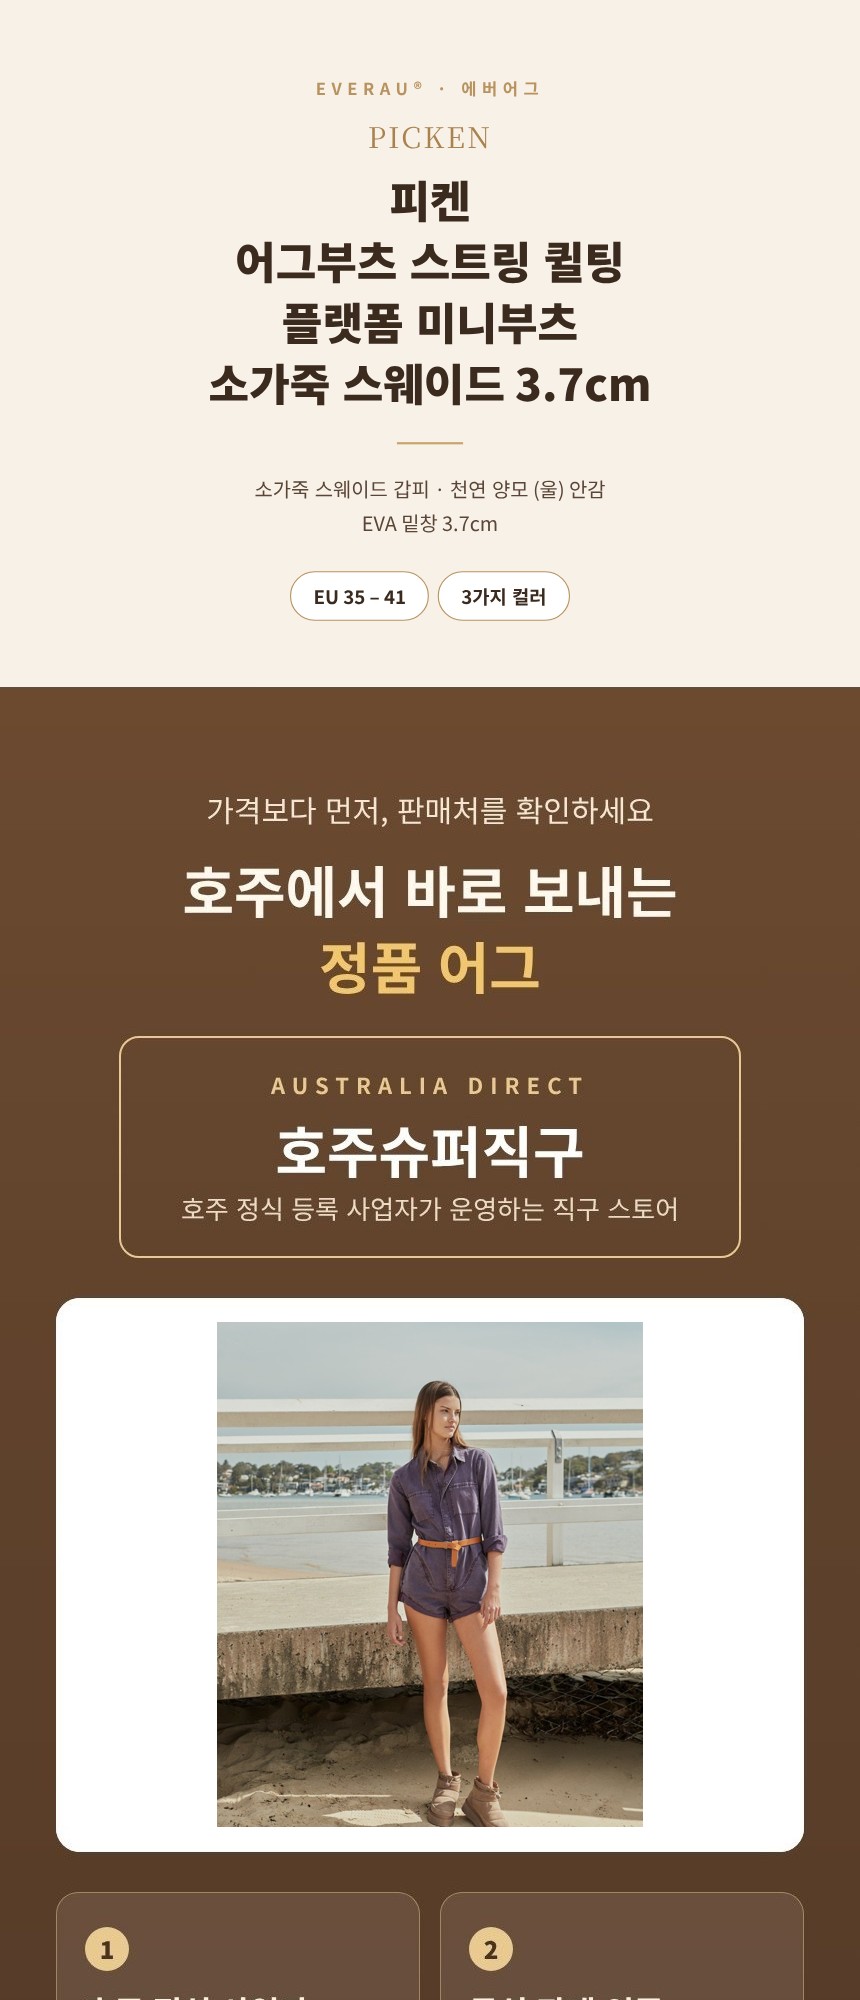 EVERAU® · 에버어그
PICKEN
피켄
어그부츠 스트링 퀼팅
플랫폼 미니부츠
소가죽 스웨이드 3.7cm
소가죽 스웨이드 갑피 · 천연 양모 (울) 안감
EVA 밑창 3.7cm
EU 35 – 41
3가지 컬러
가격보다 먼저, 판매처를 확인하세요
호주에서 바로 보내는
정품 어그
AUSTRALIA DIRECT
호주슈퍼직구
호주 정식 등록 사업자가 운영하는 직구 스토어
1
2